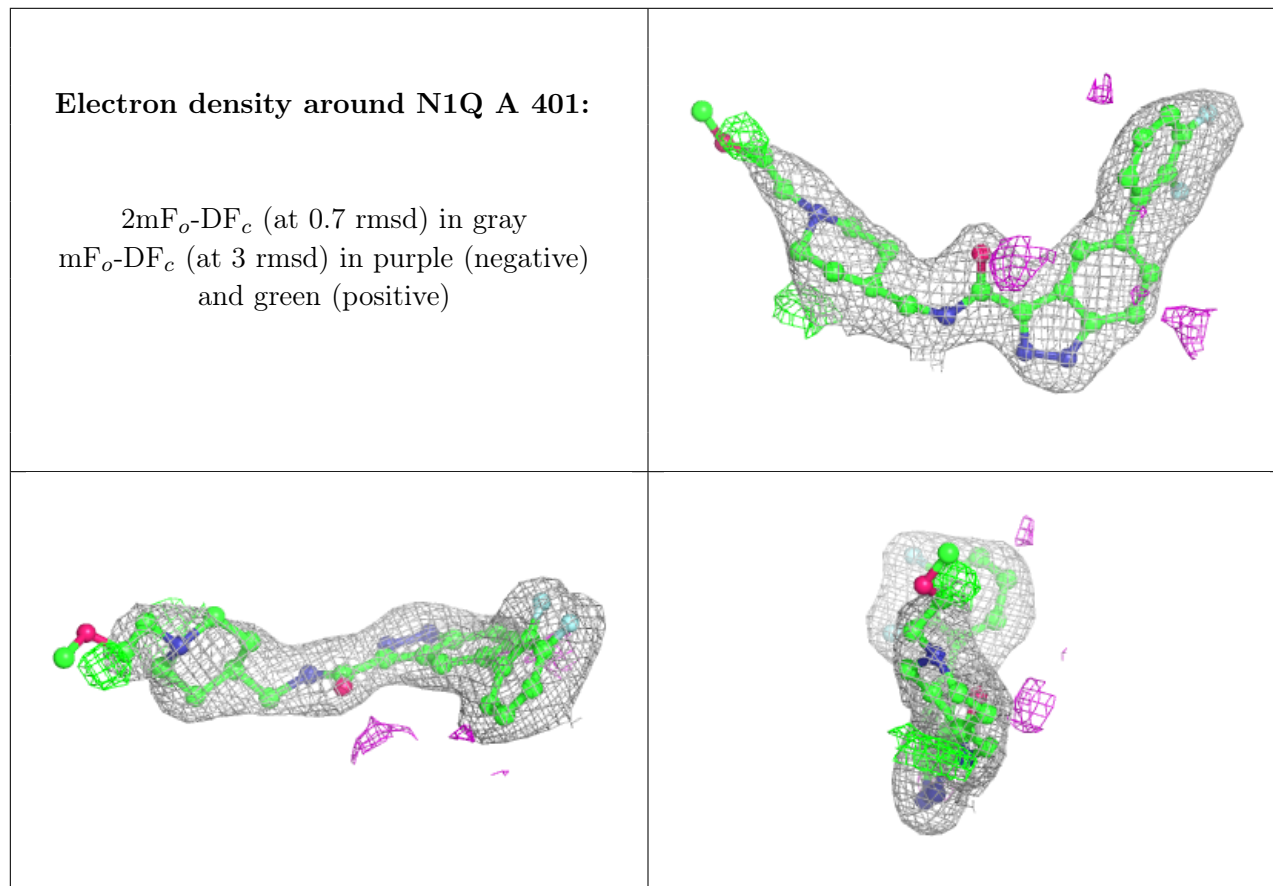 Electron density around N1Q A 401:
2mFo-DFc (at 0.7 rmsd) in gray
mFo-DFc (at 3 rmsd) in purple (negative)
and green (positive)